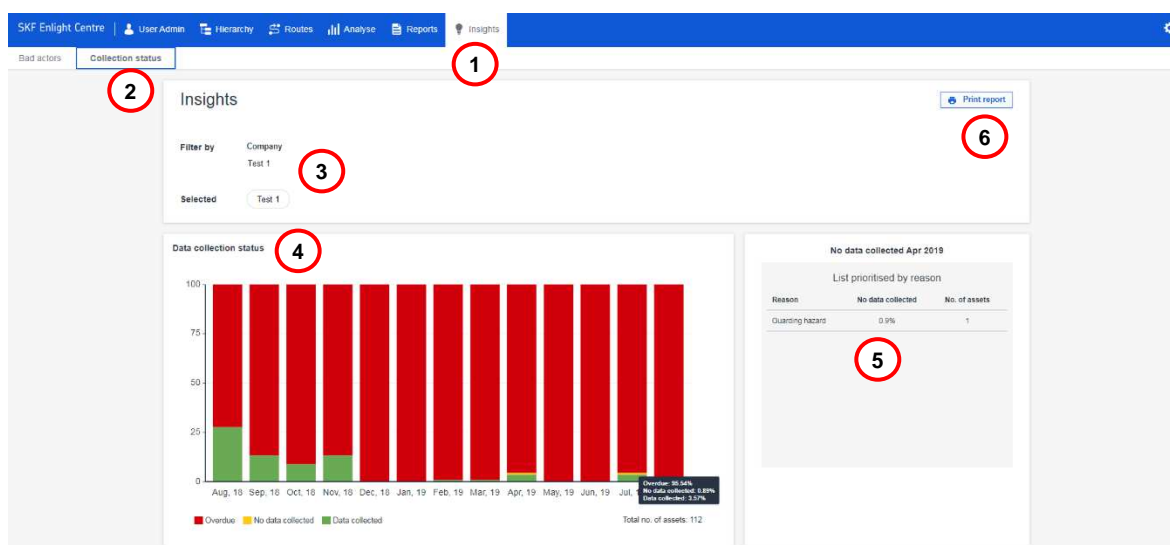 SKF Enlight Centre | User Admin Hierarchy Routes Analyse Reports Insights
Bad actors Collection status
1
2
Insights
Print report
6
Filter by Company
Test 1
3
Selected Test 1
Data collection status
4
100
75
50
25
0
Aug, 18 Sep, 18 Oct, 18 Nov, 18 Dec, 18 Jan, 19 Feb, 19 Mar, 19 Apr, 19 May, 19 Jun, 19 Jul,
Overdue: 95.54%
No data collected: 0.89%
Data collected: 3.57%
Overdue No data collected Data collected
Total no. of assets: 112
No data collected Apr 2019
List prioritised by reason
Reason No data collected No. of assets
Guarding hazard 0.9% 1
5